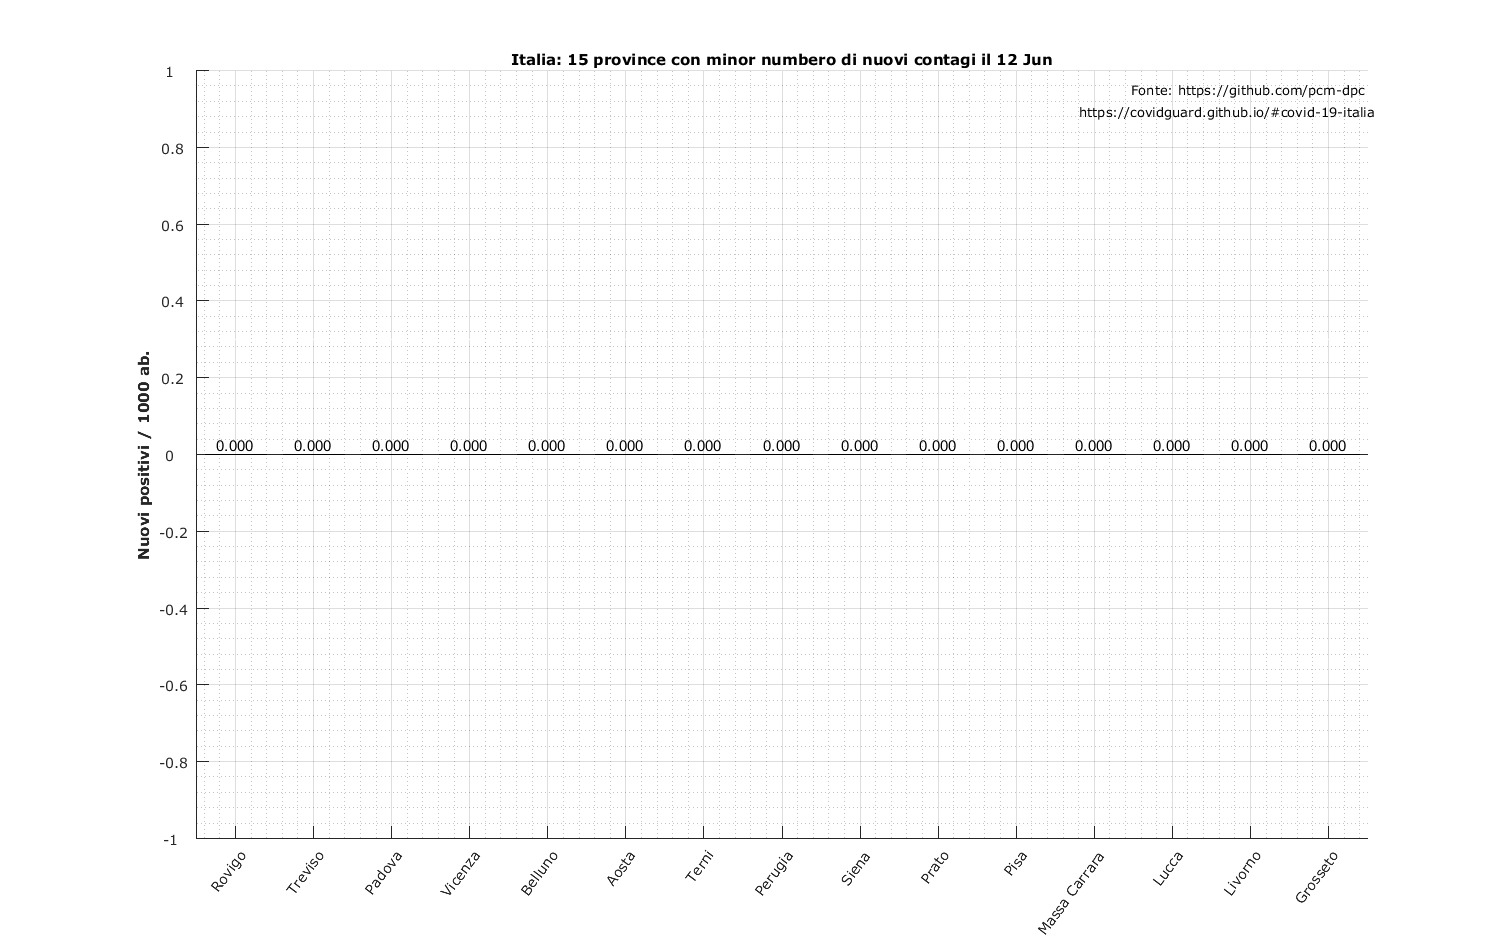 Italia: 15 province con minor numbero di nuovi contagi il 12 Jun
Fonte: https://github.com/pcm-dpc
https://covidguard.github.io/#covid-19-italia
Nuovi positivi / 1000 ab.
1
0.8
0.6
0.4
0.2
0
-0.2
-0.4
-0.6
-0.8
-1
0.000 0.000 0.000 0.000 0.000 0.000 0.000 0.000 0.000 0.000 0.000 0.000 0.000 0.000 0.000
Rovigo Treviso Padova Vicenza Belluno Aosta Terni Perugia Siena Prato Pisa Massa Carrara Lucca Livorno Grosseto